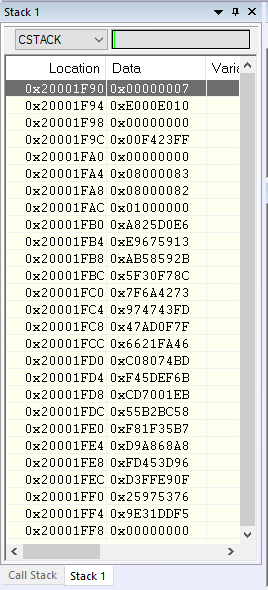 Stack 1
CSTACK
Location Data Varia
0x20001F90 0x00000007
0x20001F94 0xE000E010
0x20001F98 0x00000000
0x20001F9C 0x00F423FF
0x20001FA0 0x00000000
0x20001FA4 0x08000083
0x20001FA8 0x08000082
0x20001FAC 0x01000000
0x20001FB0 0xA825D0E6
0x20001FB4 0xE9675913
0x20001FB8 0xAB58592B
0x20001FBC 0x5F30F78C
0x20001FC0 0x7F6A4273
0x20001FC4 0x974743FD
0x20001FC8 0x47AD0F7F
0x20001FCC 0x6621FA46
0x20001FD0 0xC08074BD
0x20001FD4 0xF45DEF6B
0x20001FD8 0xCD7001EB
0x20001FDC 0x55B2BC58
0x20001FE0 0xF81F35B7
0x20001FE4 0xD9A868A8
0x20001FE8 0xFD453D96
0x20001FEC 0xD3FFE90F
0x20001FF0 0x25975376
0x20001FF4 0x9E31DDF5
0x20001FF8 0x00000000
Call Stack Stack 1